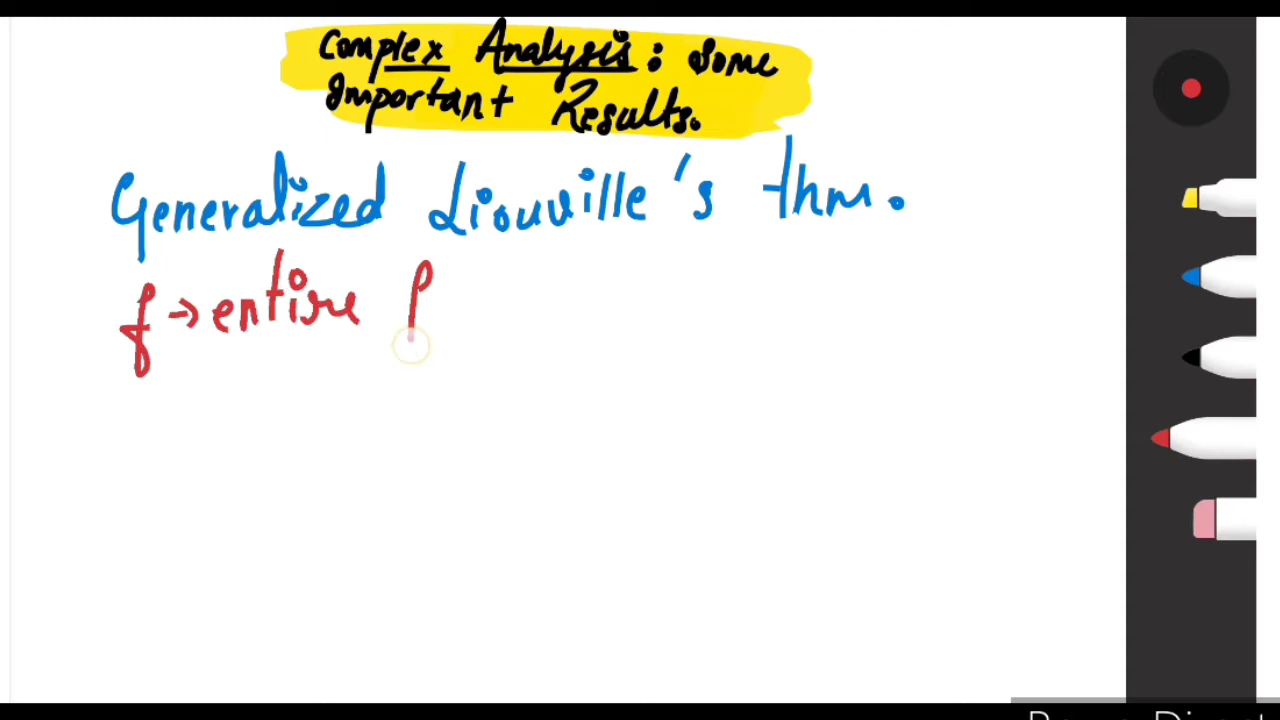 Complex Analysis: Some
Important Results.
Generalized Liouville's thm.
f → entire f